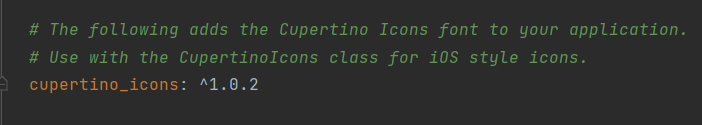 # The following adds the Cupertino Icons font to your application.
# Use with the CupertinoIcons class for iOS style icons.
cupertino_icons: ^1.0.2